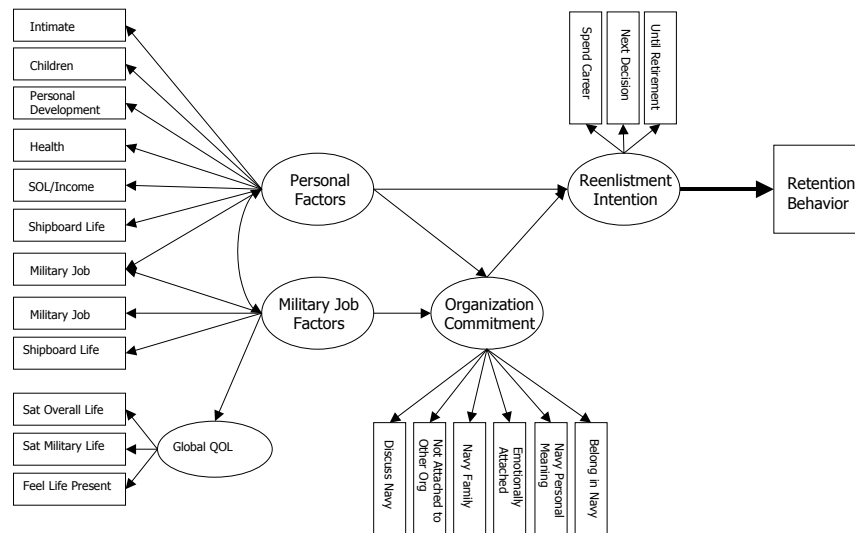 Intimate
Children
Personal
Development
Health
SOL/Income
Shipboard Life
Military Job
Military Job
Shipboard Life
Sat Overall Life
Sat Military Life
Feel Life Present
Global QOL
Personal
Factors
Military Job
Factors
Organization
Commitment
Reenlistment
Intention
Spend Career
Next Decision
Until Retirement
Retention
Behavior
Discuss Navy
Not Attached to
Other Org
Navy Family
Emotionally
Attached
Navy Personal
Meaning
Belong in Navy